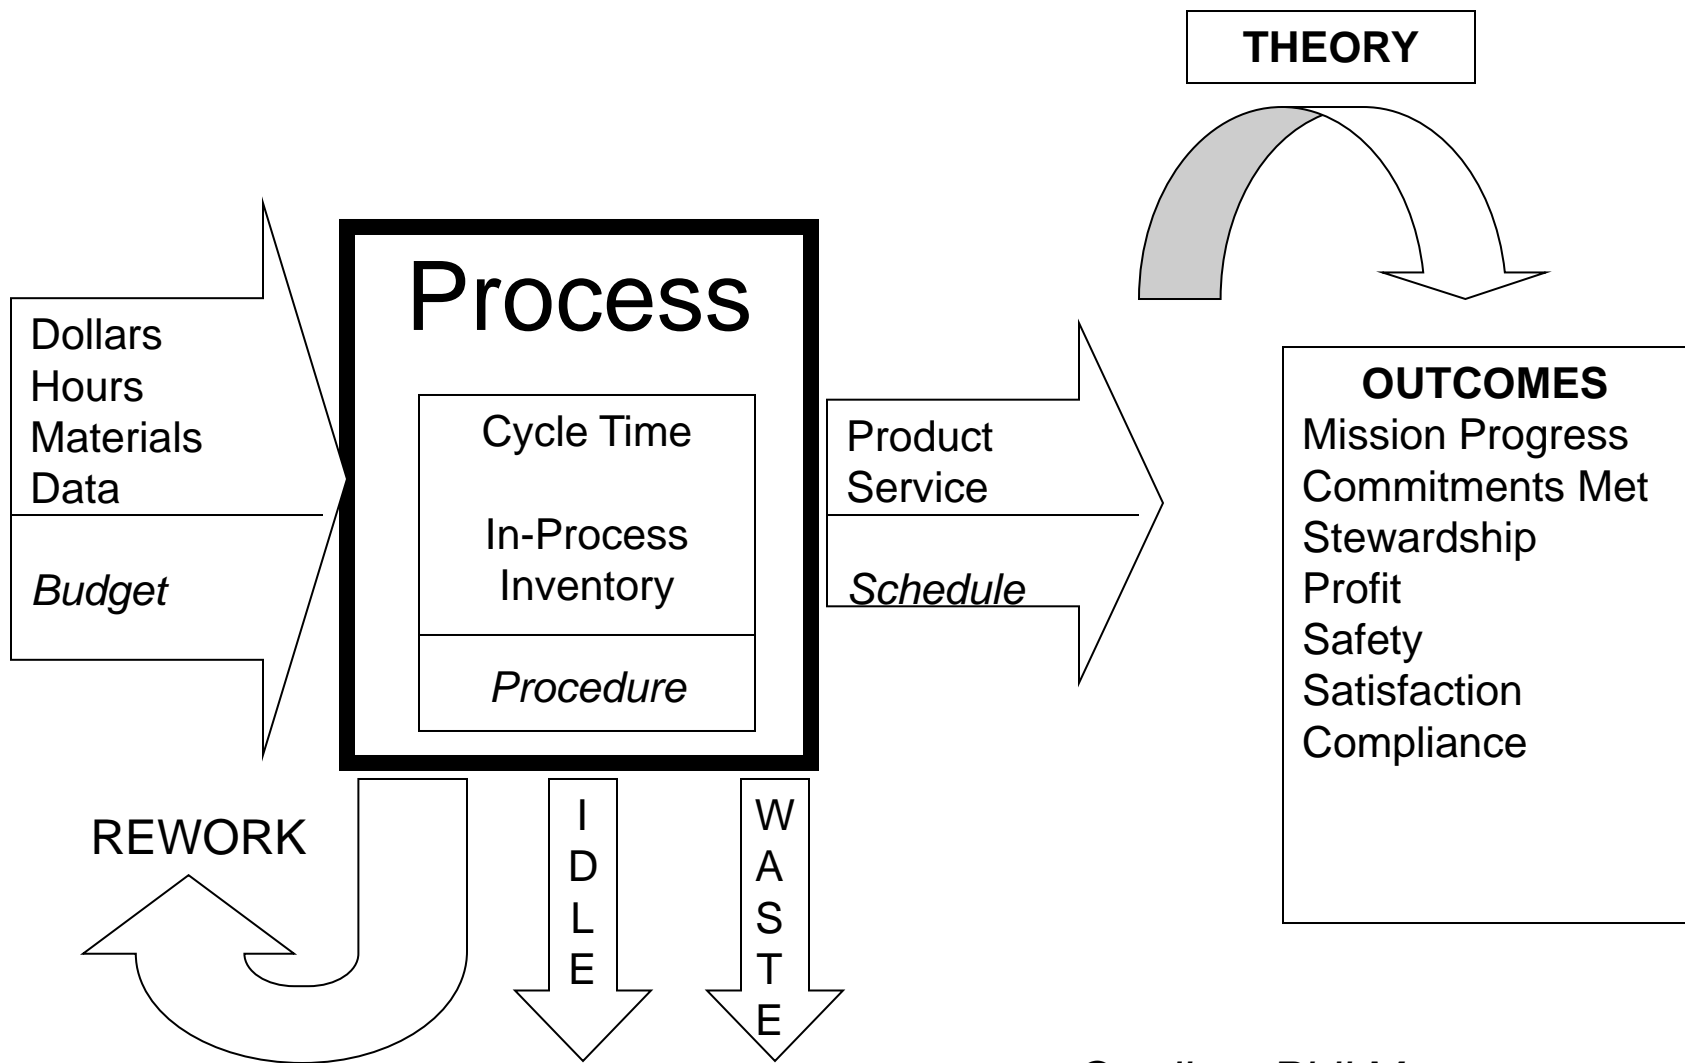 THEORY
Process
Dollars
Hours
Materials
Data
Budget
Cycle Time
In-Process
Inventory
Procedure
Product
Service
Schedule
OUTCOMES
Mission Progress
Commitments Met
Stewardship
Profit
Safety
Satisfaction
Compliance
REWORK
IDLE
WASTE